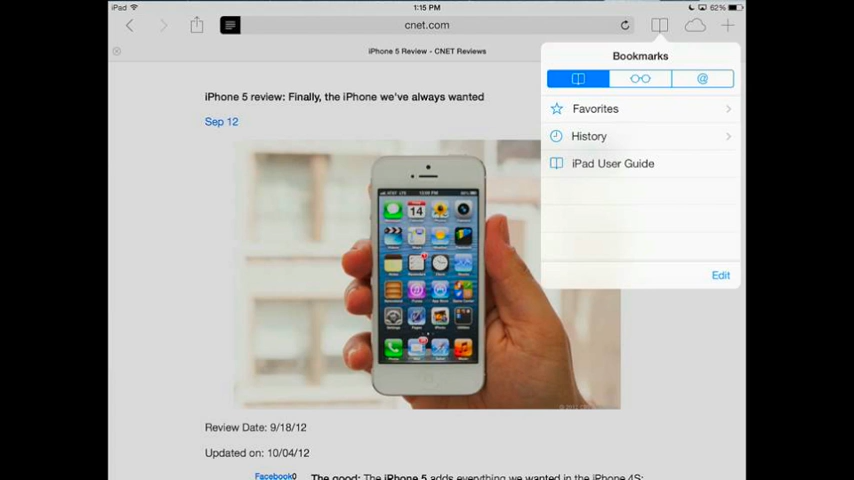 iPad
1:15 PM
62%
cnet.com
iPhone 5 Review - CNET Reviews
Bookmarks
@
Favorites
History
iPad User Guide
Edit
iPhone 5 review: Finally, the iPhone we've always wanted
Sep 12
14
Review Date: 9/18/12
Updated on: 10/04/12
Facebook0
The good: The iPhone 5 adds everything we wanted in the iPhone 4S: